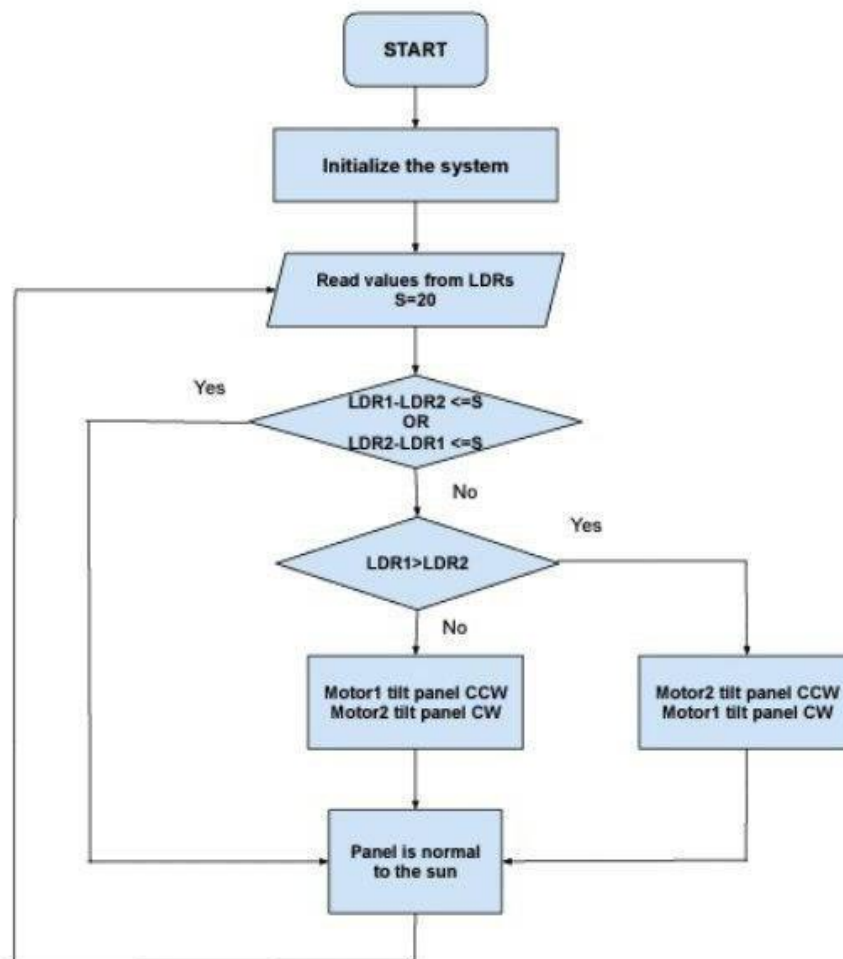 START
Initialize the system
Read values from LDRs
S=20
Yes
LDR1-LDR2 <=S
OR
LDR2-LDR1 <=S
No
Yes
LDR1>LDR2
No
Motor1 tilt panel CCW
Motor2 tilt panel CW
Motor2 tilt panel CCW
Motor1 tilt panel CW
Panel is normal
to the sun